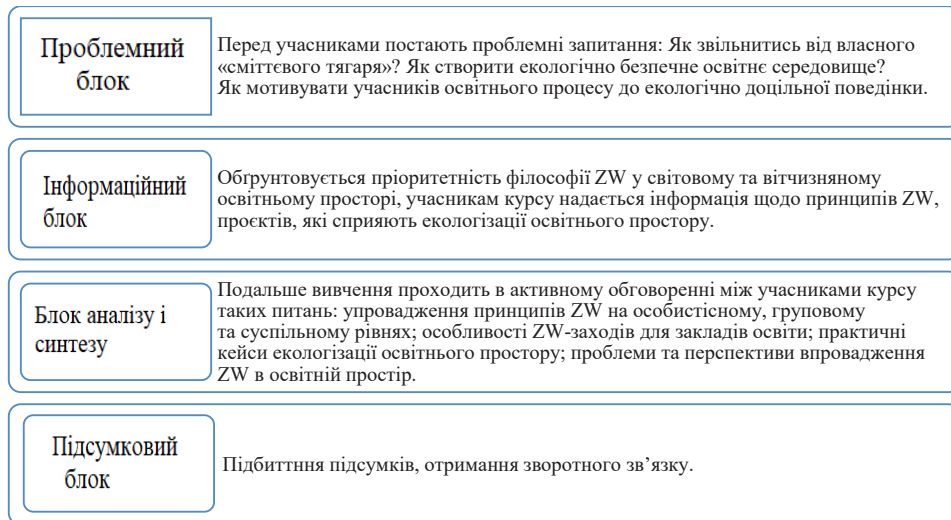 Проблемний
блок
Перед учасниками постають проблемні запитання: Як звільнитись від власного
«сміттєвого тягаря»? Як створити екологічно безпечне освітнє середовище?
Як мотивувати учасників освітнього процесу до екологічно доцільної поведінки.
Інформаційний
блок
Обґрунтовується пріоритетність філософії ZW у світовому та вітчизняному
освітньому просторі, учасникам курсу надається інформація щодо принципів ZW,
проєктів, які сприяють екологізації освітнього простору.
Блок аналізу і
синтезу
Подальше вивчення проходить в активному обговоренні між учасниками курсу
таких питань: упровадження принципів ZW на особистісному, груповому
та суспільному рівнях; особливості ZW-заходів для закладів освіти; практичні
кейси екологізації освітнього простору; проблеми та перспективи впровадження
ZW в освітній простір.
Підсумковий
блок
Підбиттння підсумків, отримання зворотного зв’язку.